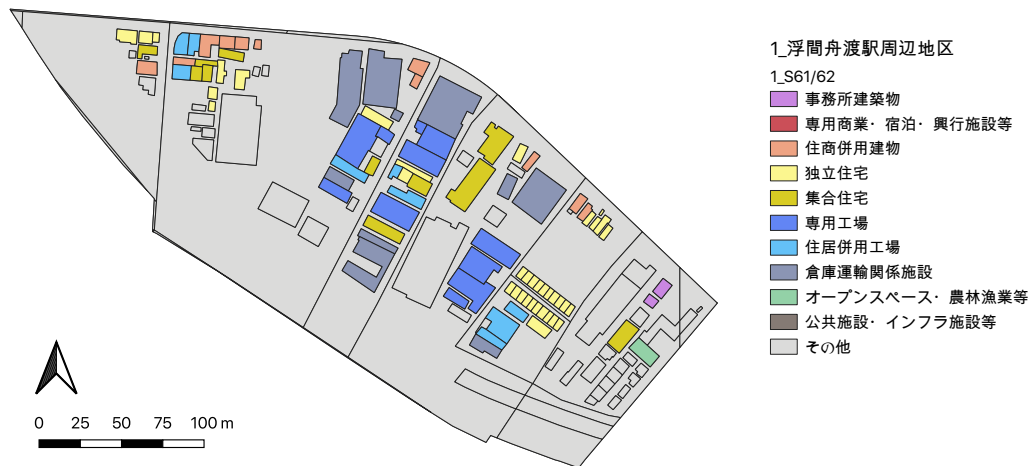 1_浮間舟渡駅周辺地区
1_S61/62
事務所建築物
専用商業・宿泊・興行施設等
住商併用建物
独立住宅
集合住宅
専用工場
住居併用工場
倉庫運輸関係施設
オープンスペース・農林漁業等
公共施設・インフラ施設等
その他
0 25 50 75 100 m